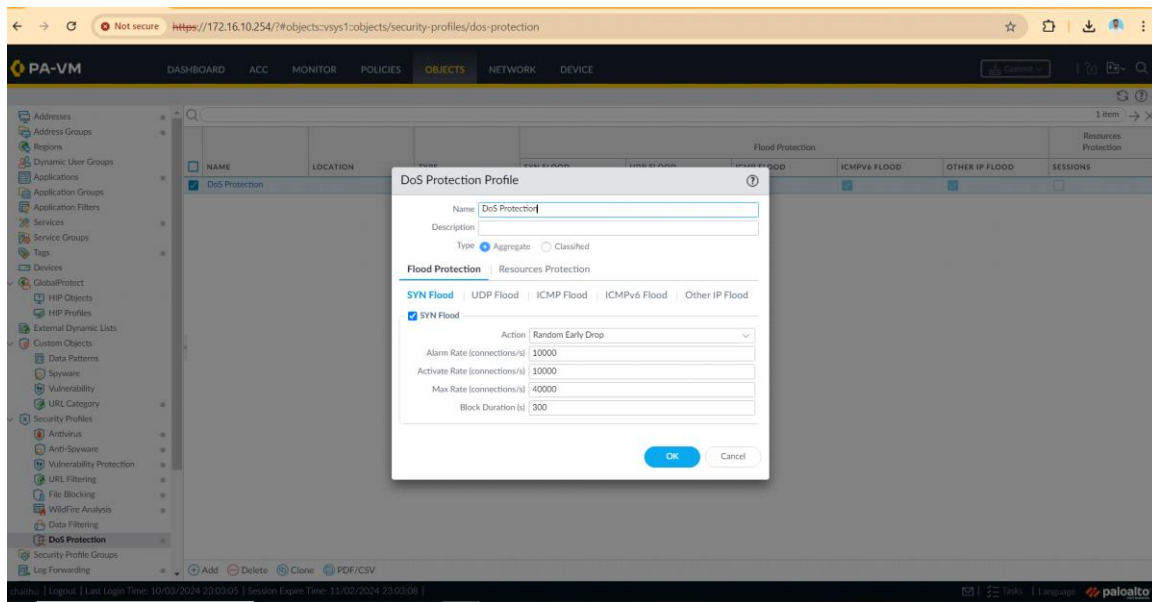 Not secure https://172.16.10.254/?#objects::vsys1::objects/security-profiles/dos-protection
PA-VM DASHBOARD ACC MONITOR POLICIES OBJECTS NETWORK DEVICE Commit
Addresses
Address Groups
Regions
Dynamic User Groups
Applications
Application Groups
Application Filters
Services
Service Groups
Tags
Devices
GlobalProtect
HIP Objects
HIP Profiles
External Dynamic Lists
Custom Objects
Data Patterns
Spyware
Vulnerability
URL Category
Security Profiles
Antivirus
Anti-Spyware
Vulnerability Protection
URL Filtering
File Blocking
WildFire Analysis
Data Filtering
DoS Protection
Security Profile Groups
Log Forwarding
1 item
Flood Protection Resources Protection
NAME LOCATION TYPE SYN FLOOD UDP FLOOD ICMP FLOOD ICMPV6 FLOOD OTHER IP FLOOD SESSIONS
DoS Protection
DoS Protection Profile
Name DoS Protection
Description
Type Aggregate Classified
Flood Protection Resources Protection
SYN Flood UDP Flood ICMP Flood ICMPv6 Flood Other IP Flood
SYN Flood
Action Random Early Drop
Alarm Rate (connections/s) 10000
Activate Rate (connections/s) 10000
Max Rate (connections/s) 40000
Block Duration (s) 300
OK Cancel
Add Delete Clone PDF/CSV
Logout | Last Login Time: 10/03/2024 23:03:05 | Session Expire Time: 11/02/2024 23:03:08 | Tasks | Language paloalto